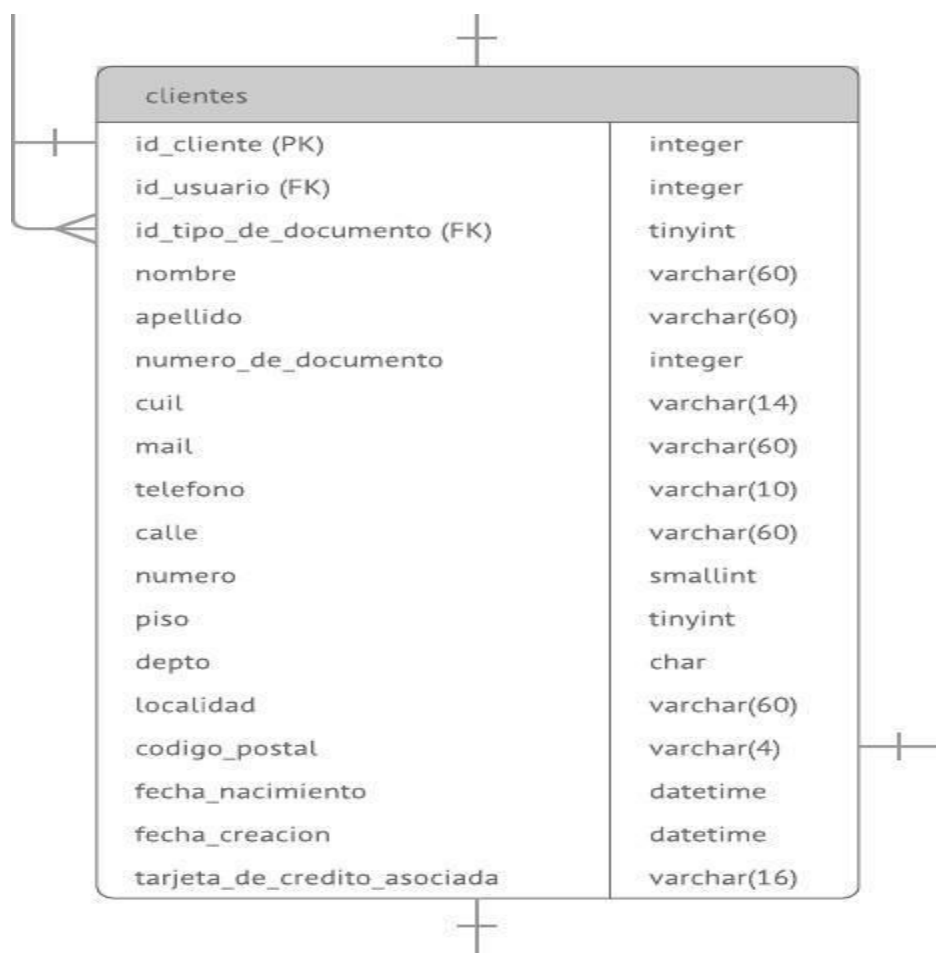 clientes
id_cliente (PK) integer
id_usuario (FK) integer
id_tipo_de_documento (FK) tinyint
nombre varchar(60)
apellido varchar(60)
numero_de_documento integer
cuil varchar(14)
mail varchar(60)
telefono varchar(10)
calle varchar(60)
numero smallint
piso tinyint
depto char
localidad varchar(60)
codigo_postal varchar(4)
fecha_nacimiento datetime
fecha_creacion datetime
tarjeta_de_credito_asociada varchar(16)